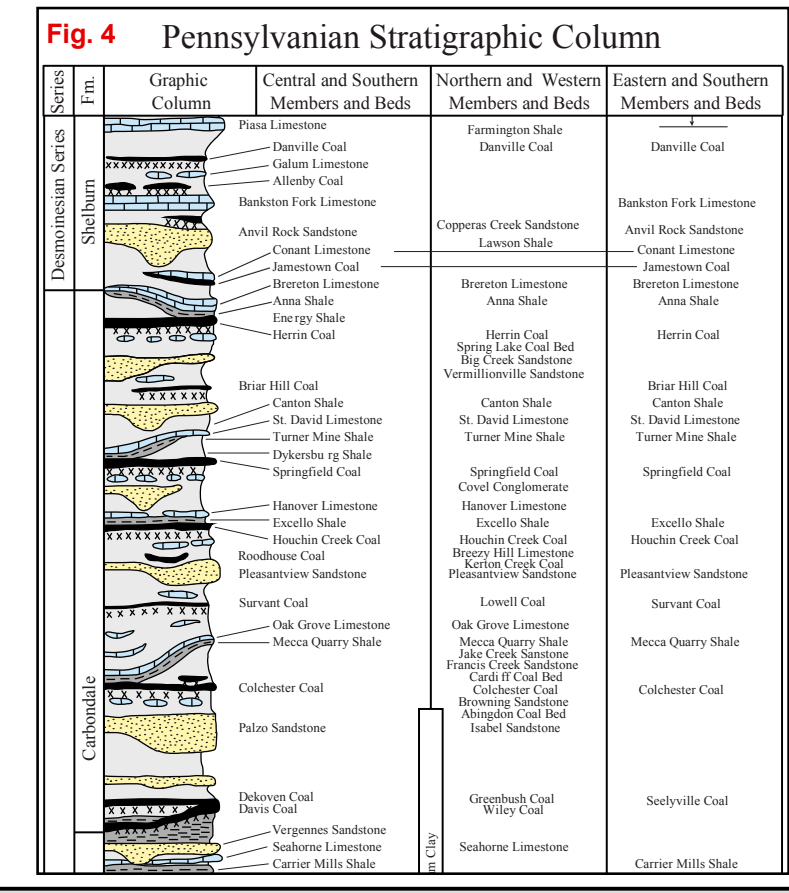 Fig. 4
Pennsylvanian Stratigraphic Column
Series
Fm.
Graphic
Column
Central and Southern
Members and Beds
Northern and Western
Members and Beds
Eastern and Southern
Members and Beds
Desmoinesian Series
Shelburn
Carbondale
Piasa Limestone
Danville Coal
Galum Limestone
Allenby Coal
Bankston Fork Limestone
Anvil Rock Sandstone
Conant Limestone
Jamestown Coal
Brereton Limestone
Anna Shale
Energy Shale
Herrin Coal
Briar Hill Coal
Canton Shale
St. David Limestone
Turner Mine Shale
Dykersbu rg Shale
Springfield Coal
Hanover Limestone
Excello Shale
Houchin Creek Coal
Roodhouse Coal
Pleasantview Sandstone
Survant Coal
Oak Grove Limestone
Mecca Quarry Shale
Colchester Coal
Palzo Sandstone
Dekoven Coal
Davis Coal
Vergennes Sandstone
Seahorne Limestone
Carrier Mills Shale
Farmington Shale
Danville Coal
Copperas Creek Sandstone
Lawson Shale
Brereton Limestone
Anna Shale
Herrin Coal
Spring Lake Coal Bed
Big Creek Sandstone
Vermillionville Sandstone
Canton Shale
St. David Limestone
Turner Mine Shale
Springfield Coal
Covel Conglomerate
Hanover Limestone
Excello Shale
Houchin Creek Coal
Breezy Hill Limestone
Kerton Creek Coal
Pleasantview Sandstone
Lowell Coal
Oak Grove Limestone
Mecca Quarry Shale
Jake Creek Sanstone
Francis Creek Sandstone
Cardi ff Coal Bed
Colchester Coal
Browning Sandstone
Abingdon Coal Bed
Isabel Sandstone
Greenbush Coal
Wiley Coal
Seahorne Limestone
m Clay
Danville Coal
Bankston Fork Limestone
Anvil Rock Sandstone
Conant Limestone
Jamestown Coal
Brereton Limestone
Anna Shale
Herrin Coal
Briar Hill Coal
Canton Shale
St. David Limestone
Turner Mine Shale
Springfield Coal
Excello Shale
Houchin Creek Coal
Pleasantview Sandstone
Survant Coal
Mecca Quarry Shale
Colchester Coal
Seelyville Coal
Carrier Mills Shale